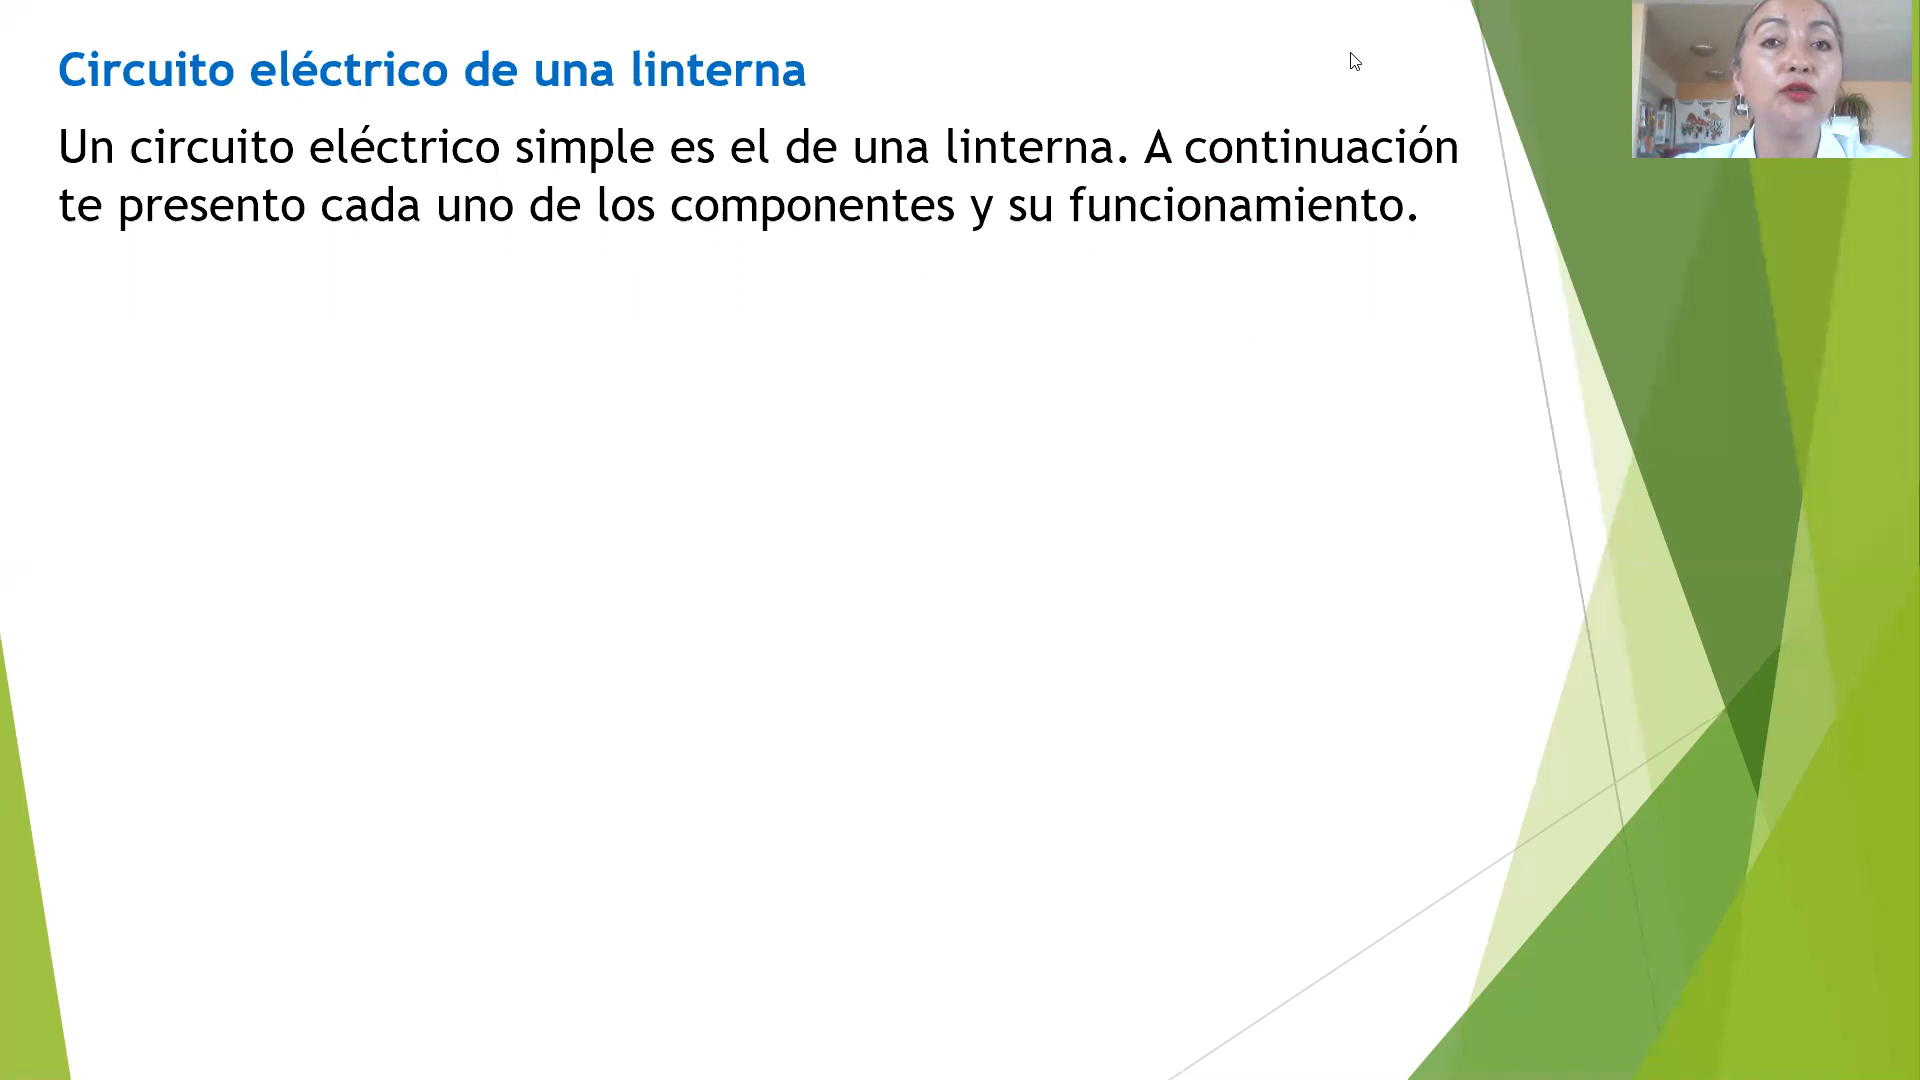 Circuito eléctrico de una linterna
Un circuito eléctrico simple es el de una linterna. A continuación
te presento cada uno de los componentes y su funcionamiento.